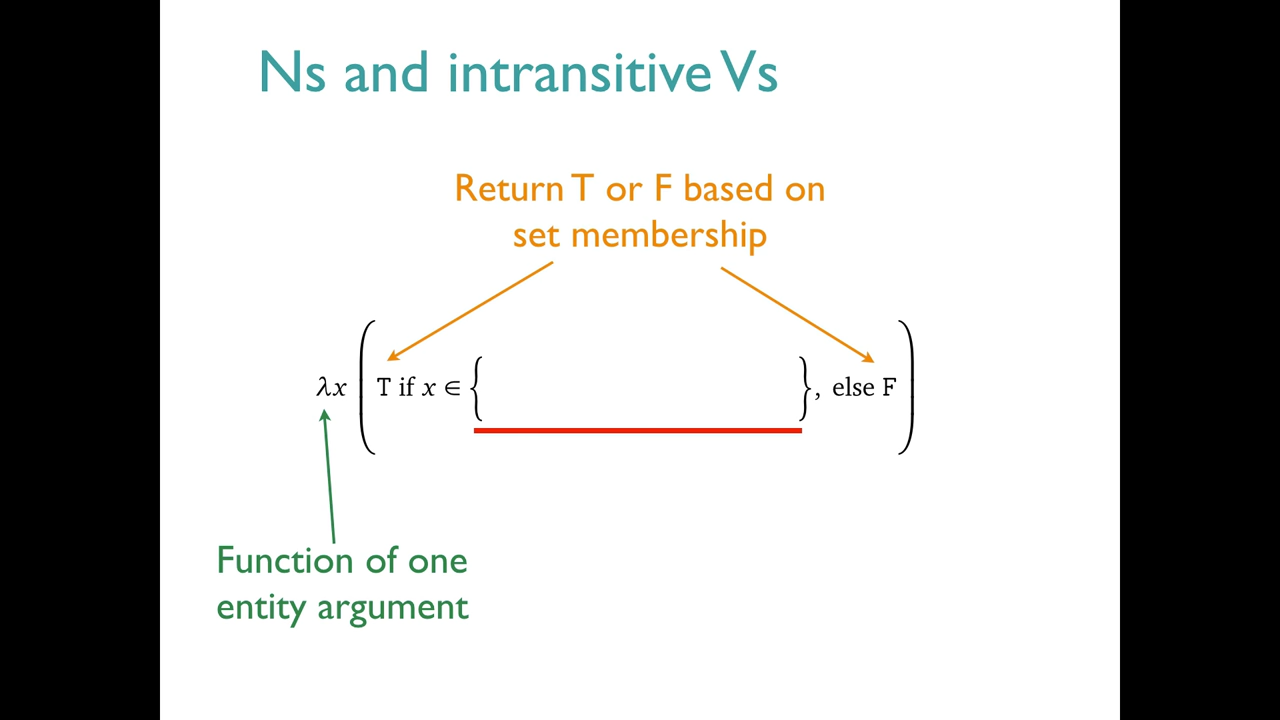 Ns and intransitive Vs
Return T or F based on
set membership
λx ( T if x ∈ { }, else F )
Function of one
entity argument